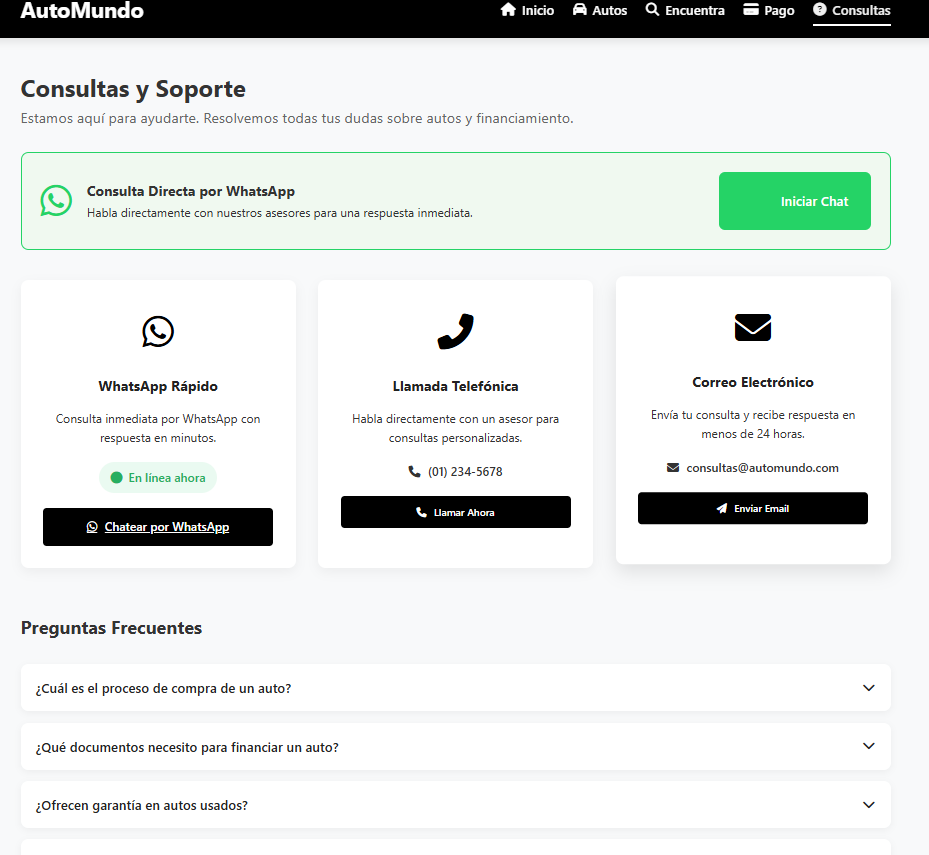 AutoMundo
Inicio
Autos
Encuentra
Pago
Consultas
Consultas y Soporte
Estamos aquí para ayudarte. Resolvemos todas tus dudas sobre autos y financiamiento.
Consulta Directa por WhatsApp
Habla directamente con nuestros asesores para una respuesta inmediata.
Iniciar Chat
WhatsApp Rápido
Consulta inmediata por WhatsApp con
respuesta en minutos.
En línea ahora
Chatear por WhatsApp
Llamada Telefónica
Habla directamente con un asesor para
consultas personalizadas.
(01) 234-5678
Llamar Ahora
Correo Electrónico
Envía tu consulta y recibe respuesta en
menos de 24 horas.
consultas@automundo.com
Enviar Email
Preguntas Frecuentes
¿Cuál es el proceso de compra de un auto?
¿Qué documentos necesito para financiar un auto?
¿Ofrecen garantía en autos usados?